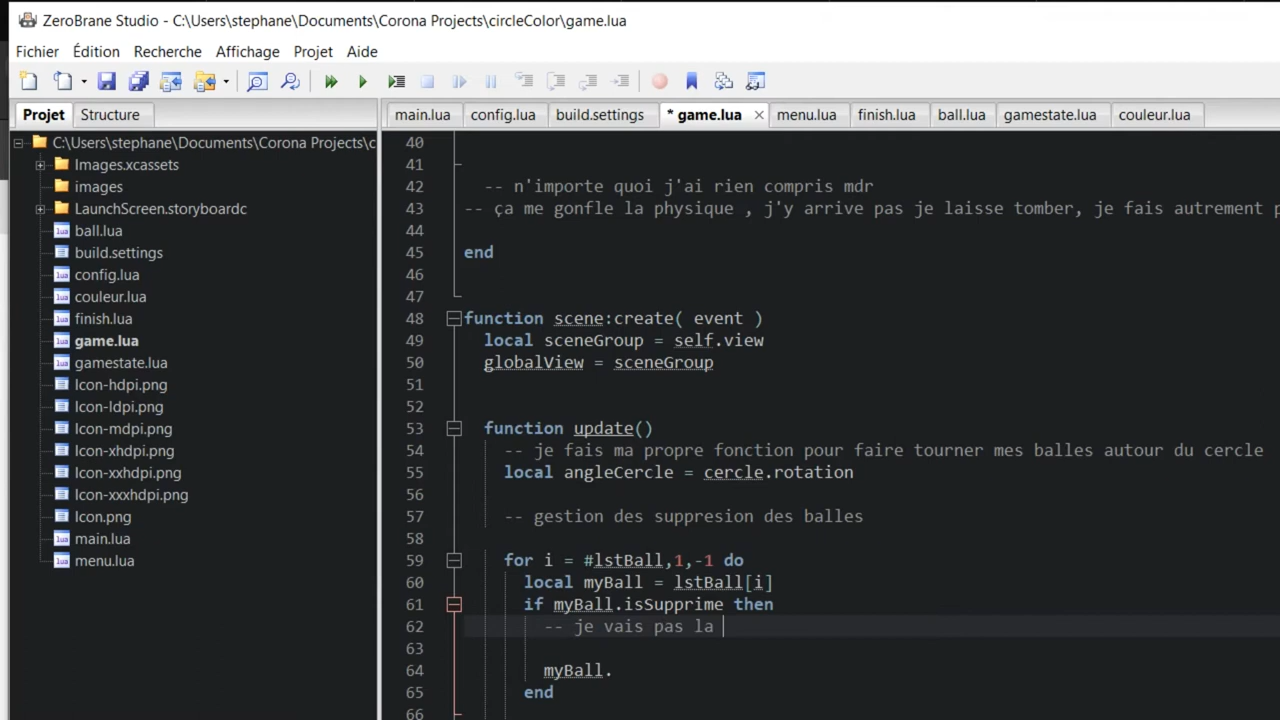 ZeroBrane Studio - C:\Users\stephane\Documents\Corona Projects\circleColor\game.lua
Fichier Édition Recherche Affichage Projet Aide
Projet Structure
main.lua config.lua build.settings * game.lua menu.lua finish.lua ball.lua gamestate.lua couleur.lua
C:\Users\stephane\Documents\Corona Projects\c
Images.xcassets
images
LaunchScreen.storyboardc
ball.lua
build.settings
config.lua
couleur.lua
finish.lua
game.lua
gamestate.lua
Icon-hdpi.png
Icon-ldpi.png
Icon-mdpi.png
Icon-xhdpi.png
Icon-xxhdpi.png
Icon-xxxhdpi.png
Icon.png
main.lua
menu.lua
40
41
42 -- n'importe quoi j'ai rien compris mdr
43 -- ça me gonfle la physique , j'y arrive pas je laisse tomber, je fais autrement p
44
45 end
46
47
48 function scene:create( event )
49 local sceneGroup = self.view
50 globalView = sceneGroup
51
52
53 function update()
54 -- je fais ma propre fonction pour faire tourner mes balles autour du cercle
55 local angleCercle = cercle.rotation
56
57 -- gestion des suppresion des balles
58
59 for i = #lstBall,1,-1 do
60 local myBall = lstBall[i]
61 if myBall.isSupprime then
62 -- je vais pas la
63
64 myBall.
65 end
66